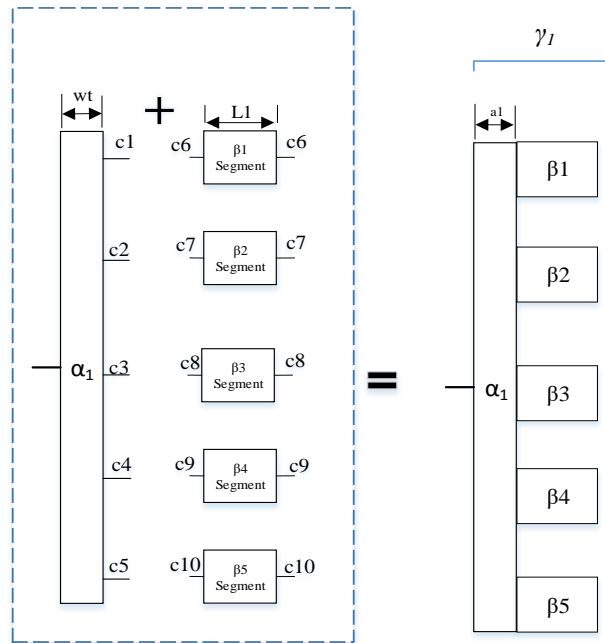 γ1
wt + L1 a1
c1 c6 β1 c6
Segment
β1
c2 c7 β2 c7
Segment
β2
α1 c3 c8 β3 c8
Segment
= α1 β3
c4 c9 β4 c9
Segment
β4
c5 c10 β5 c10
Segment
β5